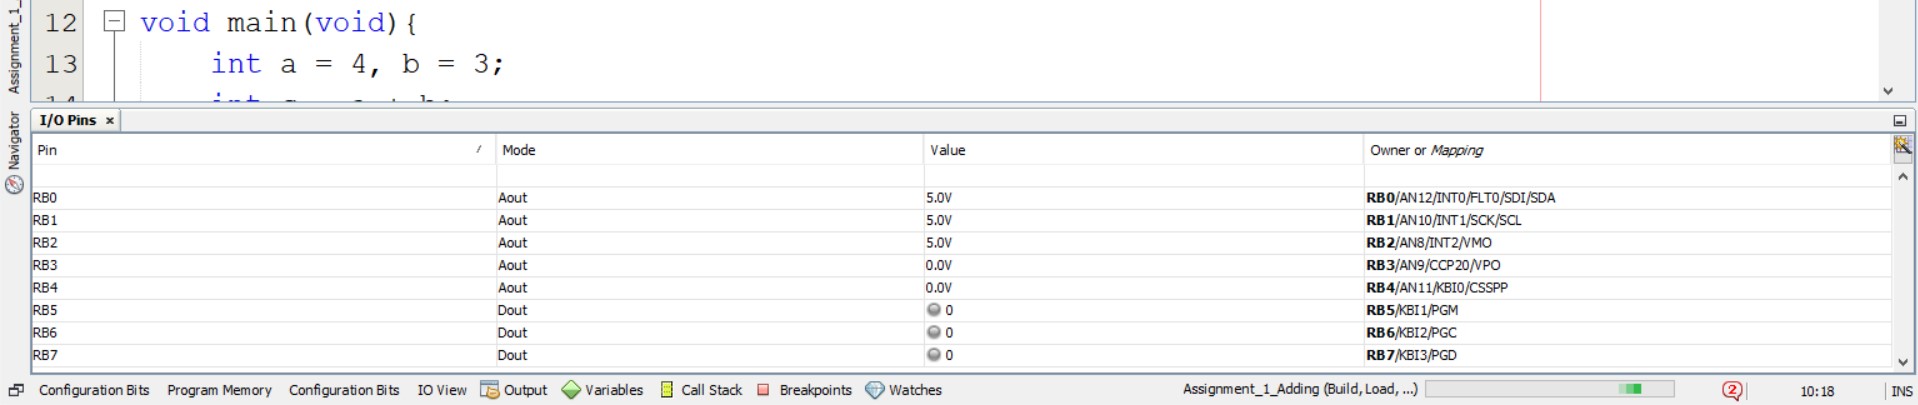 Assignment_1_
12 void main(void){
13 int a = 4, b = 3;
Navigator
I/O Pins ×
Pin / Mode Value Owner or Mapping
RB0 Aout 5.0V RB0/AN12/INT0/FLT0/SDI/SDA
RB1 Aout 5.0V RB1/AN10/INT1/SCK/SCL
RB2 Aout 5.0V RB2/AN8/INT2/VMO
RB3 Aout 0.0V RB3/AN9/CCP20/VPO
RB4 Aout 0.0V RB4/AN11/KBI0/CSSPP
RB5 Dout 0 RB5/KBI1/PGM
RB6 Dout 0 RB6/KBI2/PGC
RB7 Dout 0 RB7/KBI3/PGD
Configuration Bits Program Memory Configuration Bits IO View Output Variables Call Stack Breakpoints Watches Assignment_1_Adding (Build, Load, ...) 2 10:18 INS